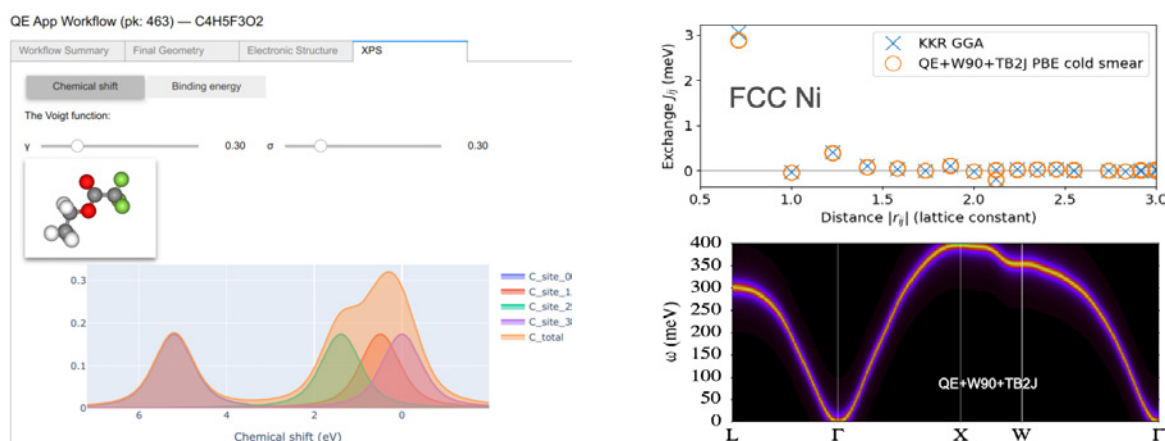 QE App Workflow (pk: 463) — C4H5F3O2
Workflow Summary
Final Geometry
Electronic Structure
XPS
Chemical shift
Binding energy
The Voigt function:
γ
0.30
σ
0.30
0.3
0.2
0.1
0
6
4
2
0
Chemical shift (eV)
C_site_0
C_site_1
C_site_2
C_site_3
C_total
3
2
1
0
Exchange Jij (meV)
KKR GGA
QE+W90+TB2J PBE cold smear
FCC Ni
0.5
1.0
1.5
2.0
2.5
3.0
Distance |rij| (lattice constant)
400
350
300
250
200
150
100
50
0
ω (meV)
QE+W90+TB2J
L
Γ
X
W
Γ